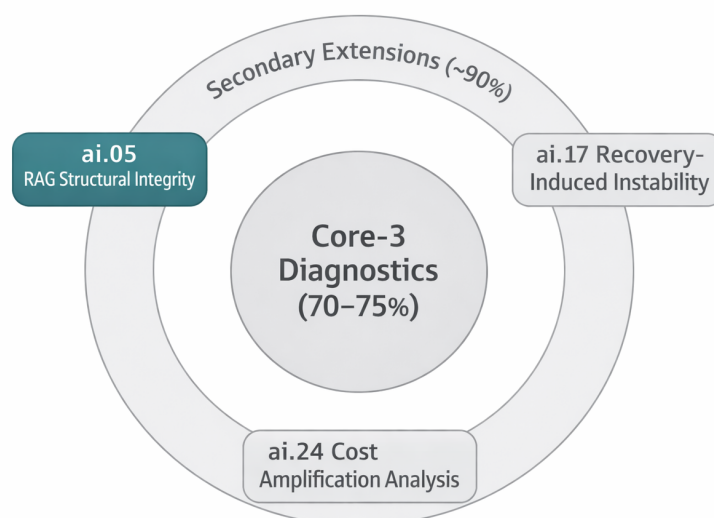 Secondary Extensions (~90%)
ai.05
RAG Structural Integrity
ai.17 Recovery-
Induced Instability
Core-3
Diagnostics
(70–75%)
ai.24 Cost
Amplification Analysis